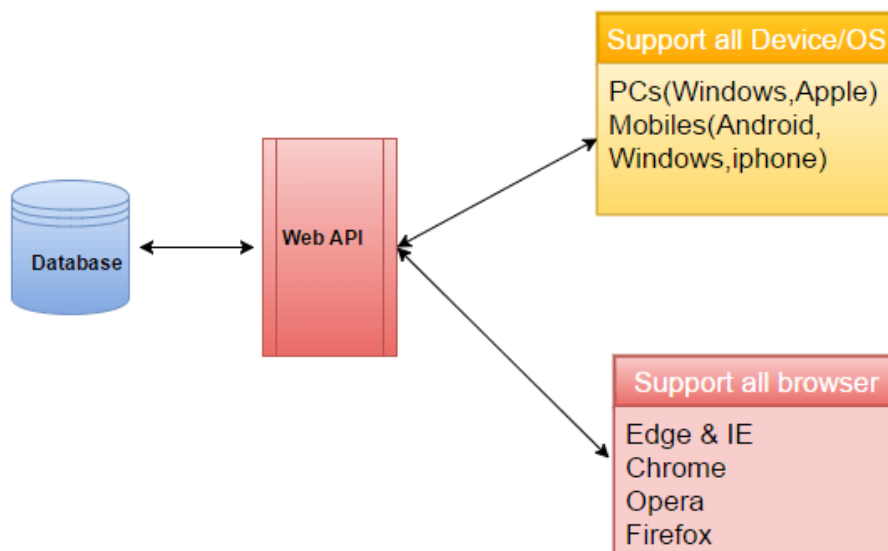 Support all Device/OS
PCs(Windows,Apple)
Mobiles(Android,
Windows,iphone)
Web API
Database
Support all browser
Edge & IE
Chrome
Opera
Firefox